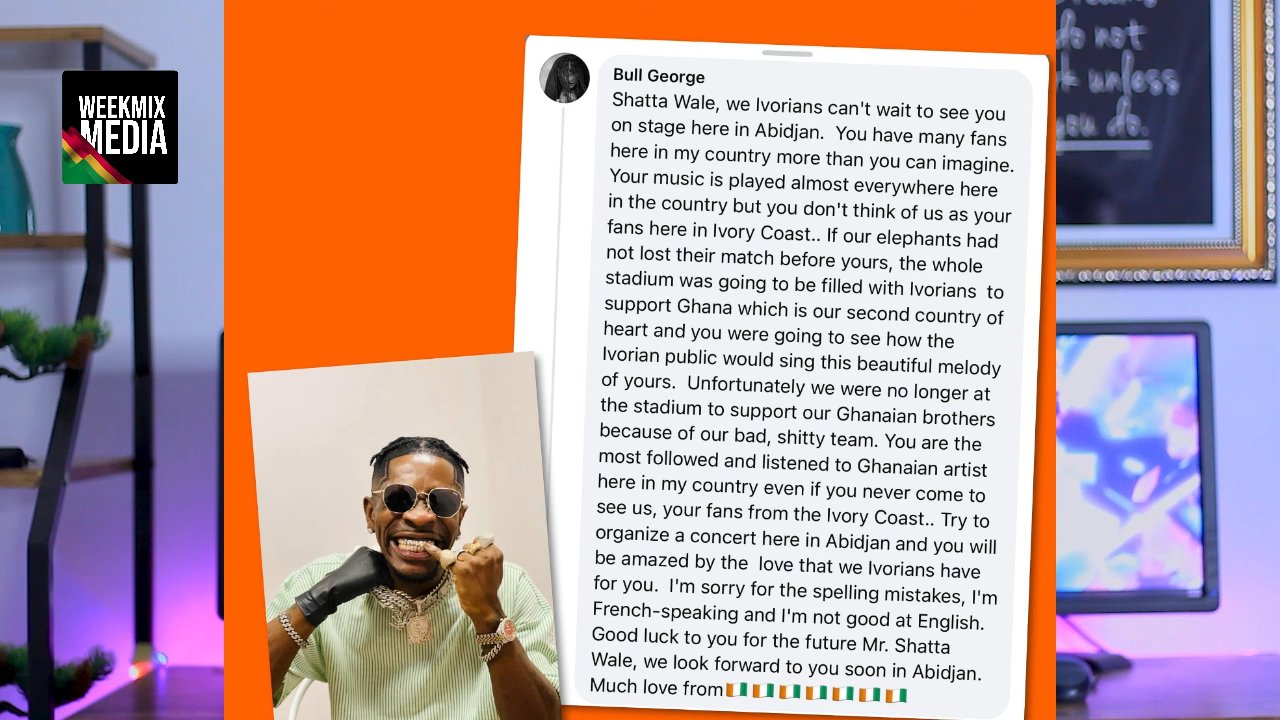 WEEKMIX
MEDIA
Bull George
Shatta Wale, we Ivorians can't wait to see you
on stage here in Abidjan.  You have many fans
here in my country more than you can imagine.
Your music is played almost everywhere here
in the country but you don't think of us as your
fans here in Ivory Coast.. If our elephants had
not lost their match before yours, the whole
stadium was going to be filled with Ivorians  to
support Ghana which is our second country of
heart and you were going to see how the
Ivorian public would sing this beautiful melody
of yours.  Unfortunately we were no longer at
the stadium to support our Ghanaian brothers
because of our bad, shitty team. You are the
most followed and listened to Ghanaian artist
here in my country even if you never come to
see us, your fans from the Ivory Coast.. Try to
organize a concert here in Abidjan and you will
be amazed by the  love that we Ivorians have
for you.  I'm sorry for the spelling mistakes, I'm
French-speaking and I'm not good at English.
Good luck to you for the future Mr. Shatta
Wale, we look forward to you soon in Abidjan.
Much love from🇨🇮 🇨🇮 🇨🇮 🇨🇮 🇨🇮 🇨🇮 🇨🇮
do not
unless
you do.